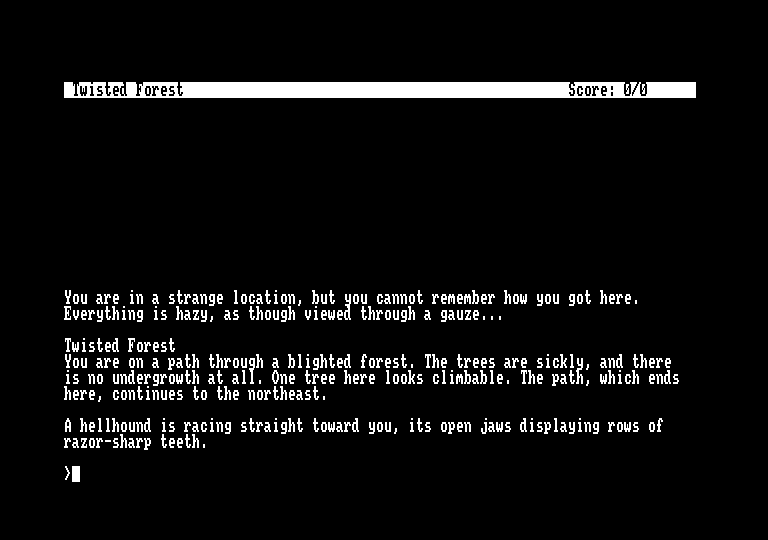 Twisted Forest Score: 0/0
You are in a strange location, but you cannot remember how you got here.
Everything is hazy, as though viewed through a gauze...
Twisted Forest
You are on a path through a blighted forest. The trees are sickly, and there
is no undergrowth at all. One tree here looks climbable. The path, which ends
here, continues to the northeast.
A hellhound is racing straight toward you, its open jaws displaying rows of
razor-sharp teeth.
>